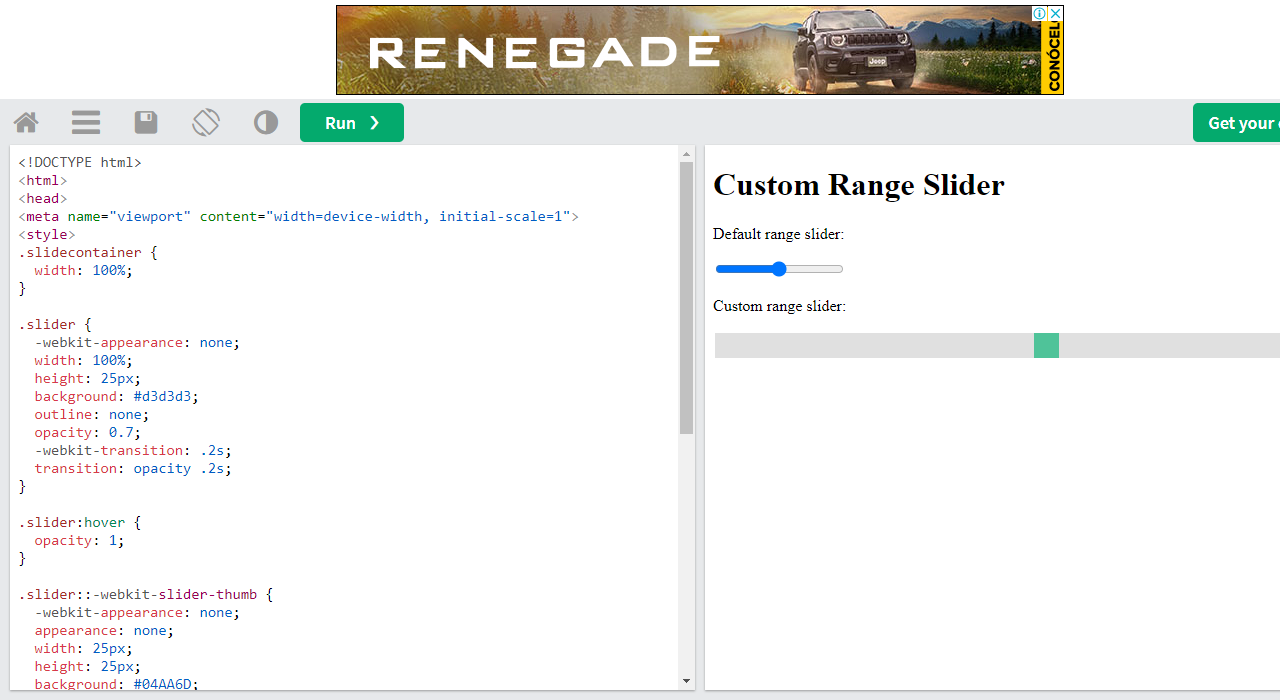 RENEGADE
Jeep
CONÓCEL
Run ❯
Get your
<!DOCTYPE html>
<html>
<head>
<meta name="viewport" content="width=device-width, initial-scale=1">
<style>
.slidecontainer {
  width: 100%;
}
.slider {
  -webkit-appearance: none;
  width: 100%;
  height: 25px;
  background: #d3d3d3;
  outline: none;
  opacity: 0.7;
  -webkit-transition: .2s;
  transition: opacity .2s;
}
.slider:hover {
  opacity: 1;
}
.slider::-webkit-slider-thumb {
  -webkit-appearance: none;
  appearance: none;
  width: 25px;
  height: 25px;
  background: #04AA6D;
Custom Range Slider
Default range slider:
Custom range slider: